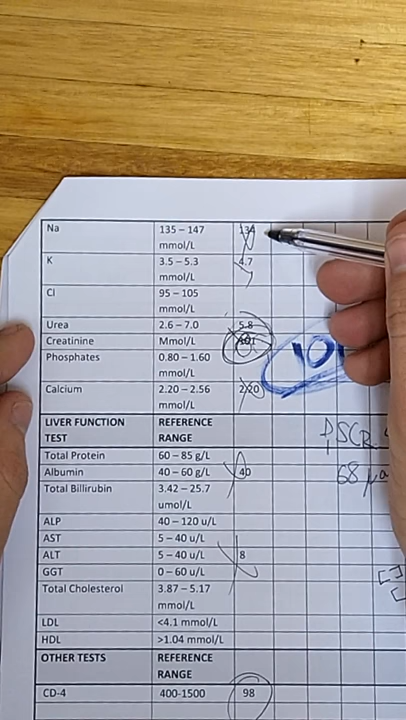 Na 135 – 147 134
mmol/L
K 3.5 – 5.3 4.7
mmol/L
Cl 95 – 105
mmol/L
Urea 2.6 – 7.0 5.8
Creatinine Mmol/L 101
Phosphates 0.80 – 1.60
mmol/L
Calcium 2.20 – 2.56 2.20
mmol/L
LIVER FUNCTION REFERENCE
TEST RANGE
Total Protein 60 – 85 g/L
Albumin 40 – 60 g/L 40
Total Billirubin 3.42 – 25.7
umol/L
ALP 40 – 120 u/L
AST 5 – 40 u/L
ALT 5 – 40 u/L 8
GGT 0 – 60 u/L
Total Cholesterol 3.87 – 5.17
mmol/L
LDL <4.1 mmol/L
HDL >1.04 mmol/L
OTHER TESTS REFERENCE
RANGE
CD-4 400-1500 98
101
SCR
68